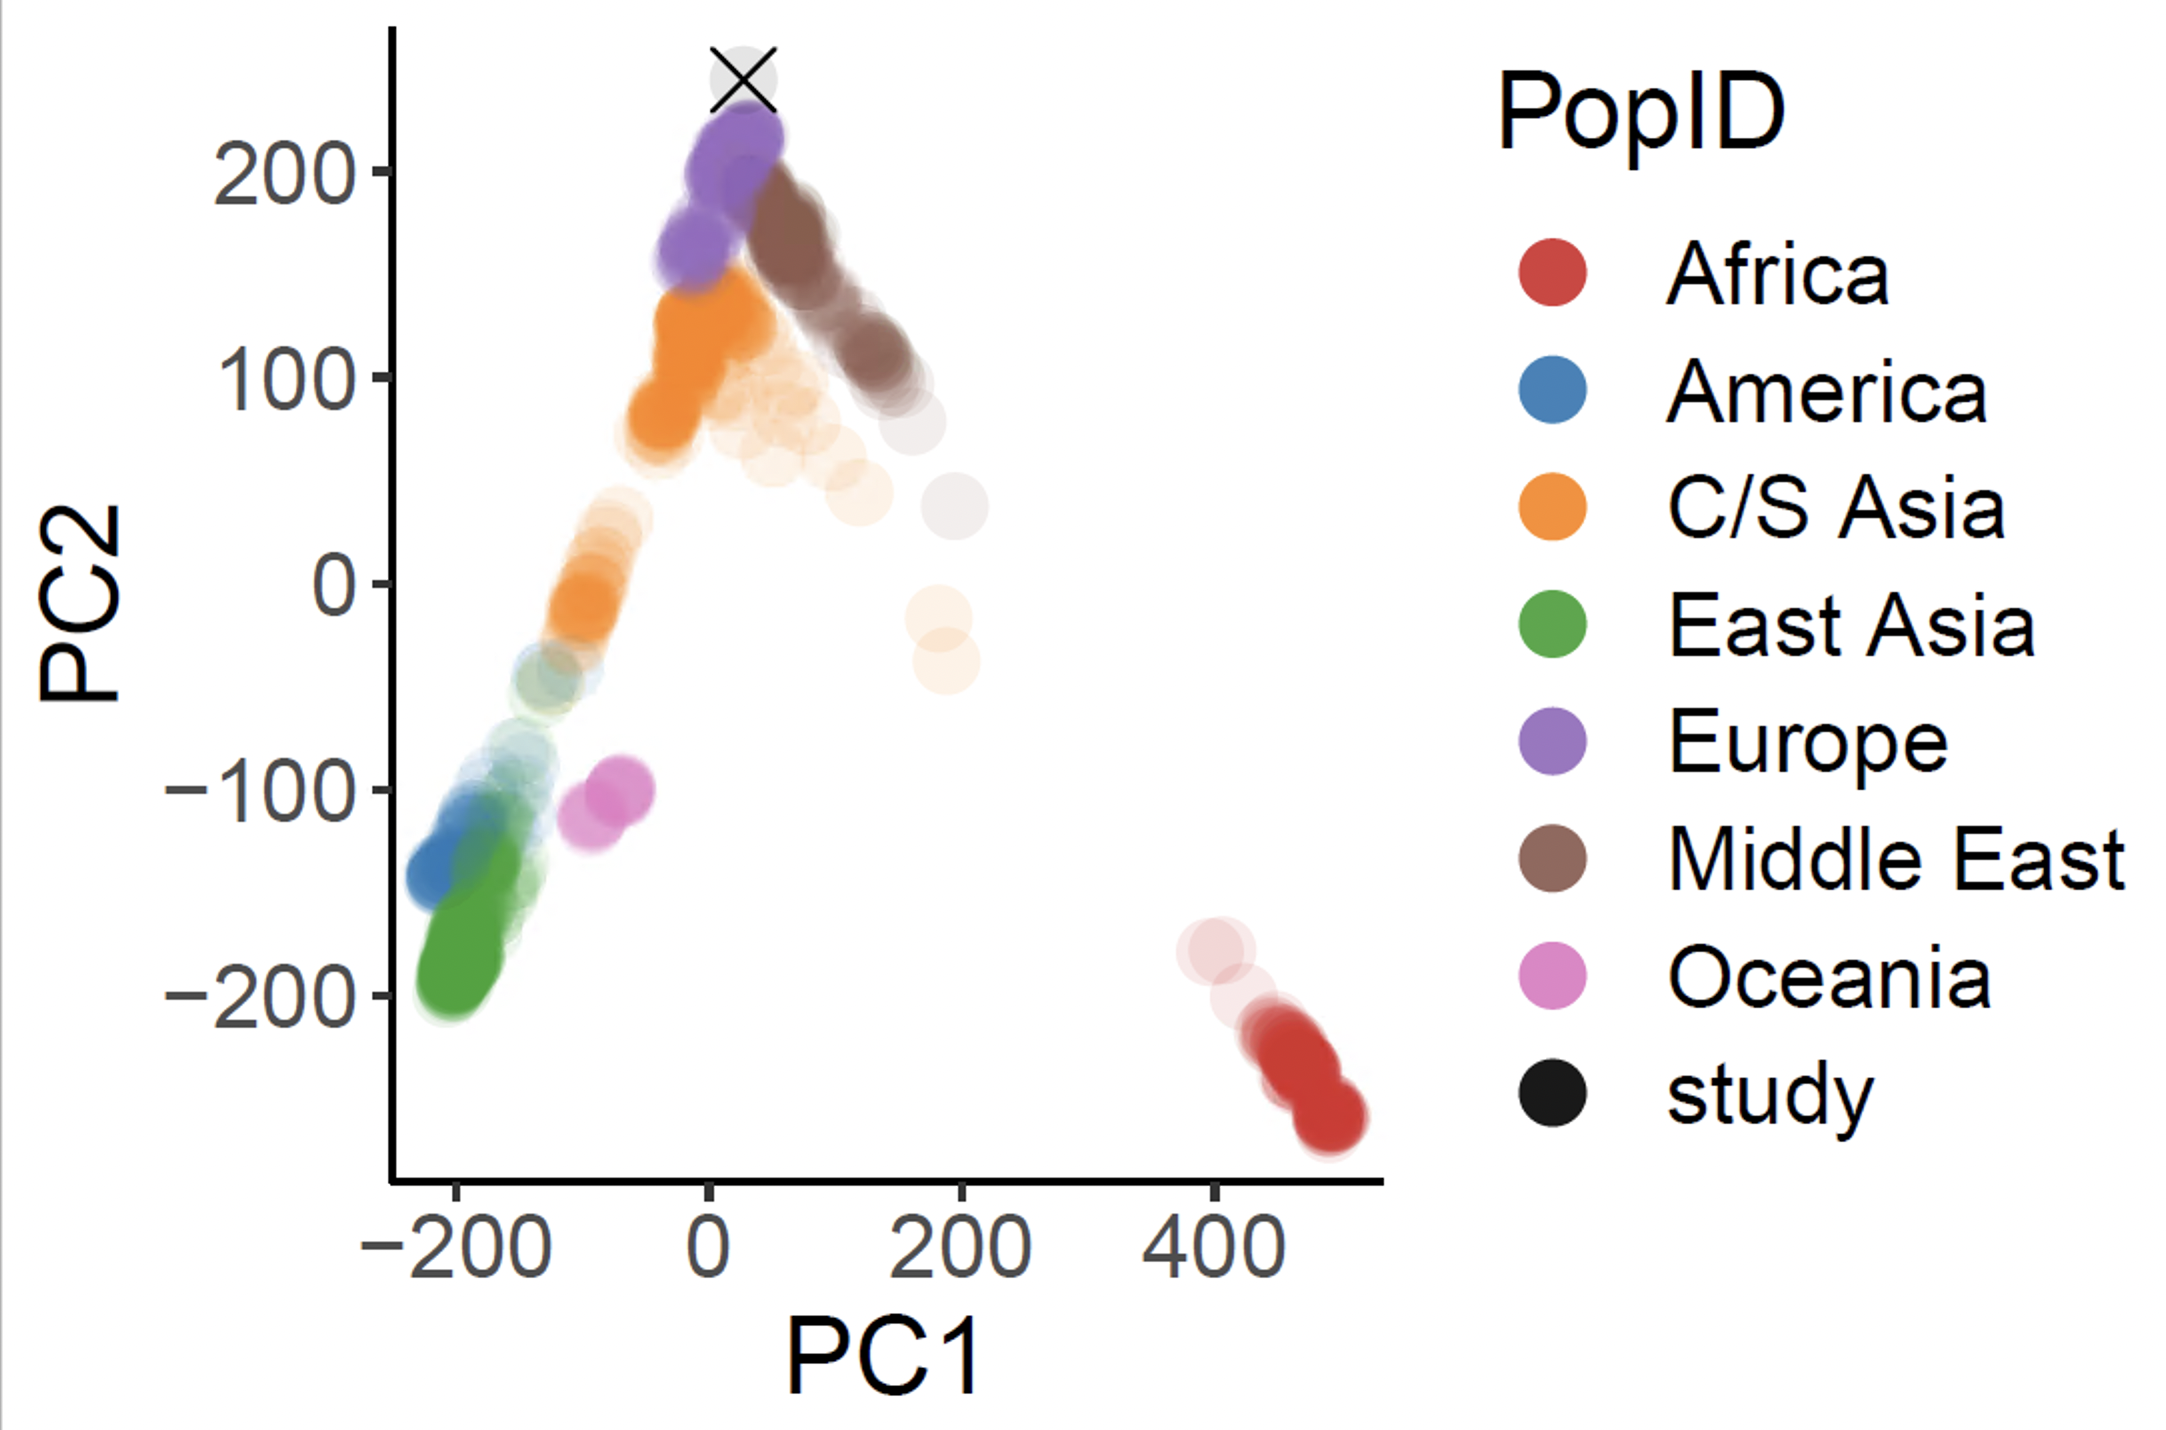 PopID
Africa
America
C/S Asia
East Asia
Europe
Middle East
Oceania
study
PC2
200
100
0
−100
−200
−200 0 200 400
PC1